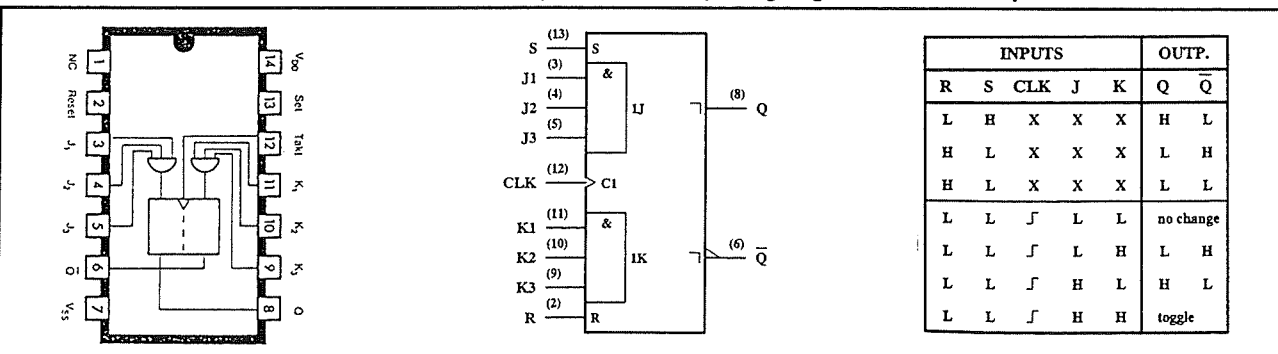 1 NC
2 Reset
3 J₁
4 J₂
5 J₃
6 Q̅
7 VSS
14 VDD
13 Set
12 Takt
11 K₁
10 K₂
9 K₃
8 Q
S (13) S
J1 (3) &
J2 (4) 1J (8) Q
J3 (5)
CLK (12) C1
K1 (11) &
K2 (10) 1K (6) Q̅
K3 (9)
R (2) R
INPUTS OUTP.
R S CLK J K Q Q̅
L H X X X H L
H L X X X L H
H L X X X L L
L L L L no change
L L L H L H
L L H L H L
L L H H toggle